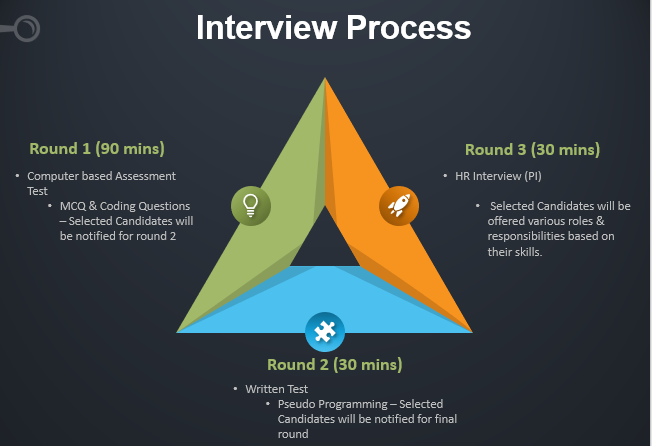 Interview Process
Round 1 (90 mins)
• Computer based Assessment
Test
• MCQ & Coding Questions
– Selected Candidates will
be notified for round 2
Round 3 (30 mins)
• HR Interview (PI)
• Selected Candidates will be
offered various roles &
responsibilities based on
their skills.
Round 2 (30 mins)
• Written Test
• Pseudo Programming – Selected
Candidates will be notified for final
round